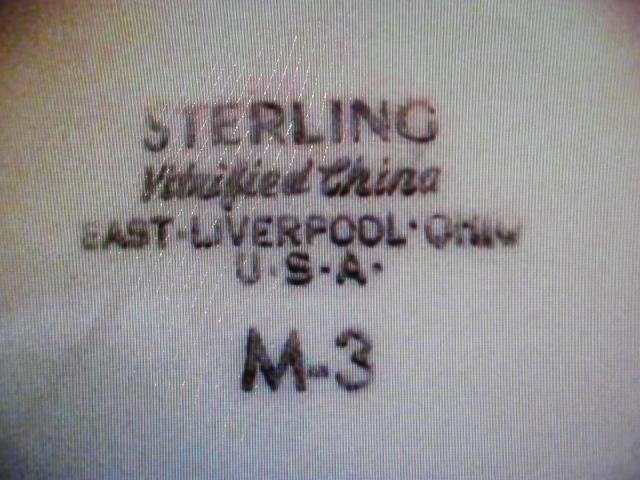 STERLING
Vitrified China
EAST·LIVERPOOL·Ohio
U·S·A·
M-3